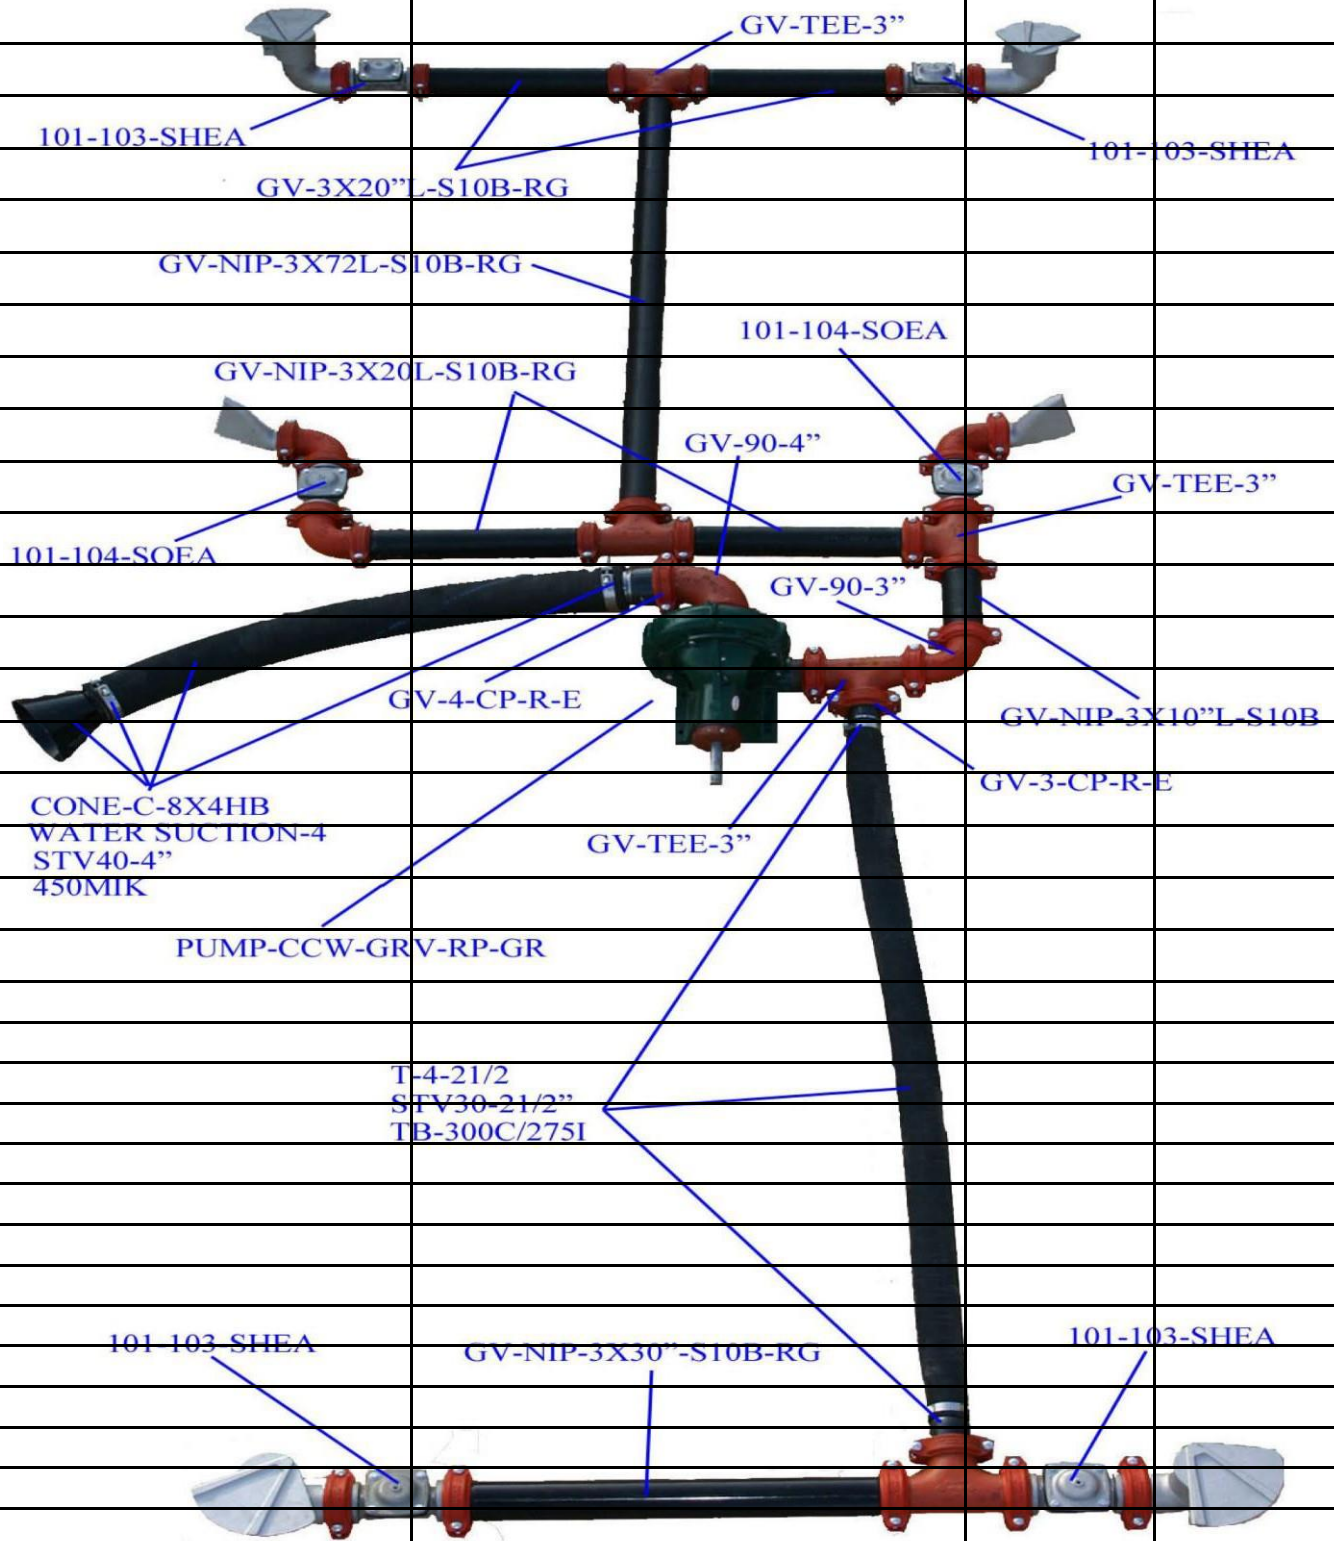 GV-TEE-3”
101-103-SHEA
101-103-SHEA
GV-3X20”L-S10B-RG
GV-NIP-3X72L-S10B-RG
101-104-SOEA
GV-NIP-3X20L-S10B-RG
GV-90-4”
GV-TEE-3”
101-104-SOEA
GV-90-3”
GV-4-CP-R-E
GV-NIP-3X10”L-S10B
GV-3-CP-R-E
CONE-C-8X4HB
WATER SUCTION-4
STV40-4”
450MIK
GV-TEE-3”
PUMP-CCW-GRV-RP-GR
T-4-21/2
STV30-21/2”
TB-300C/275I
101-103-SHEA
GV-NIP-3X30”-S10B-RG
101-103-SHEA